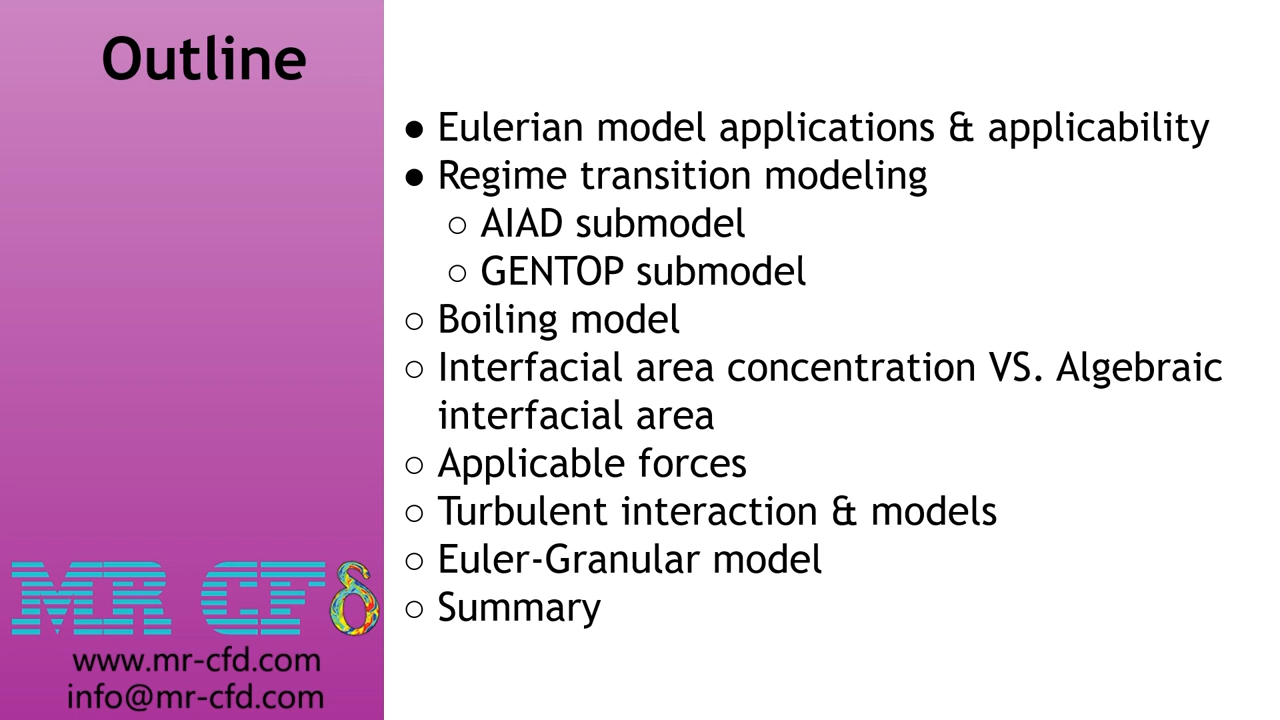 Outline
● Eulerian model applications & applicability
● Regime transition modeling
○ AIAD submodel
○ GENTOP submodel
○ Boiling model
○ Interfacial area concentration VS. Algebraic
interfacial area
○ Applicable forces
○ Turbulent interaction & models
○ Euler-Granular model
○ Summary
MR CFδ
www.mr-cfd.com
info@mr-cfd.com